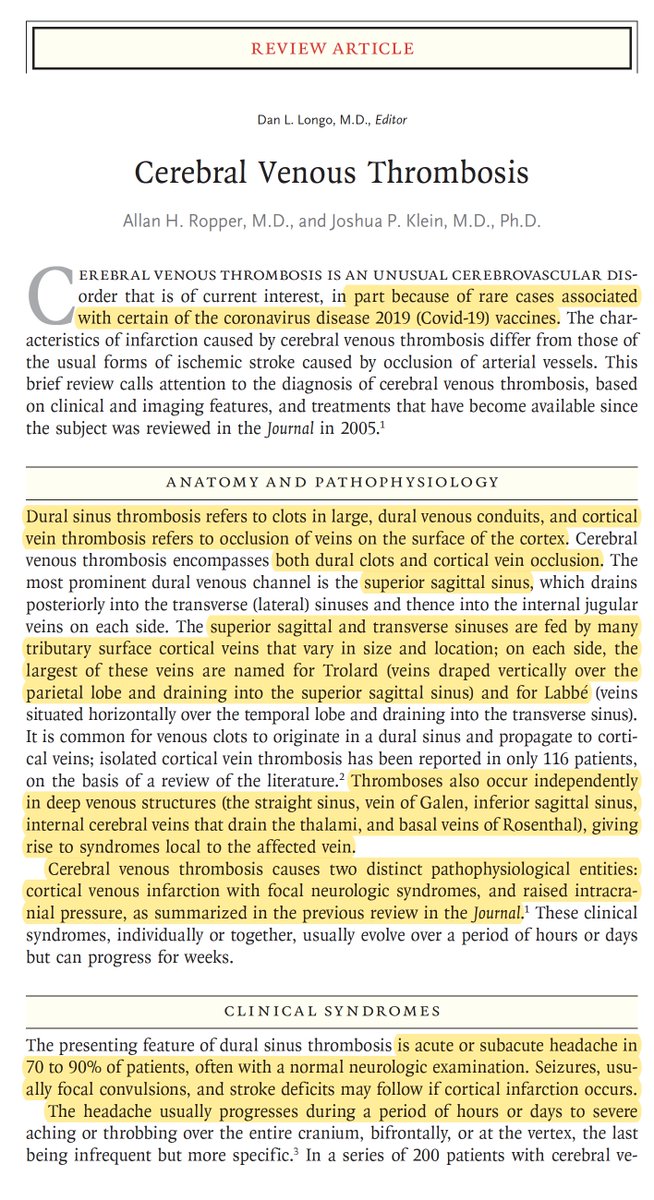 REVIEW ARTICLE
Dan L. Longo, M.D., Editor
Cerebral Venous Thrombosis
Allan H. Ropper, M.D., and Joshua P. Klein, M.D., Ph.D.
CEREBRAL VENOUS THROMBOSIS IS AN UNUSUAL CEREBROVASCULAR DIS-
order that is of current interest, in part because of rare cases associated
with certain of the coronavirus disease 2019 (Covid-19) vaccines. The char-
acteristics of infarction caused by cerebral venous thrombosis differ from those of
the usual forms of ischemic stroke caused by occlusion of arterial vessels. This
brief review calls attention to the diagnosis of cerebral venous thrombosis, based
on clinical and imaging features, and treatments that have become available since
the subject was reviewed in the Journal in 2005.¹
ANATOMY AND PATHOPHYSIOLOGY
Dural sinus thrombosis refers to clots in large, dural venous conduits, and cortical
vein thrombosis refers to occlusion of veins on the surface of the cortex. Cerebral
venous thrombosis encompasses both dural clots and cortical vein occlusion. The
most prominent dural venous channel is the superior sagittal sinus, which drains
posteriorly into the transverse (lateral) sinuses and thence into the internal jugular
veins on each side. The superior sagittal and transverse sinuses are fed by many
tributary surface cortical veins that vary in size and location; on each side, the
largest of these veins are named for Trolard (veins draped vertically over the
parietal lobe and draining into the superior sagittal sinus) and for Labbé (veins
situated horizontally over the temporal lobe and draining into the transverse sinus).
It is common for venous clots to originate in a dural sinus and propagate to corti-
cal veins; isolated cortical vein thrombosis has been reported in only 116 patients,
on the basis of a review of the literature.² Thromboses also occur independently
in deep venous structures (the straight sinus, vein of Galen, inferior sagittal sinus,
internal cerebral veins that drain the thalami, and basal veins of Rosenthal), giving
rise to syndromes local to the affected vein.
Cerebral venous thrombosis causes two distinct pathophysiological entities:
cortical venous infarction with focal neurologic syndromes, and raised intracra-
nial pressure, as summarized in the previous review in the Journal.¹ These clinical
syndromes, individually or together, usually evolve over a period of hours or days
but can progress for weeks.
CLINICAL SYNDROMES
The presenting feature of dural sinus thrombosis is acute or subacute headache in
70 to 90% of patients, often with a normal neurologic examination. Seizures, usu-
ally focal convulsions, and stroke deficits may follow if cortical infarction occurs.
The headache usually progresses during a period of hours or days to severe
aching or throbbing over the entire cranium, bifrontally, or at the vertex, the last
being infrequent but more specific.³ In a series of 200 patients with cerebral ve-